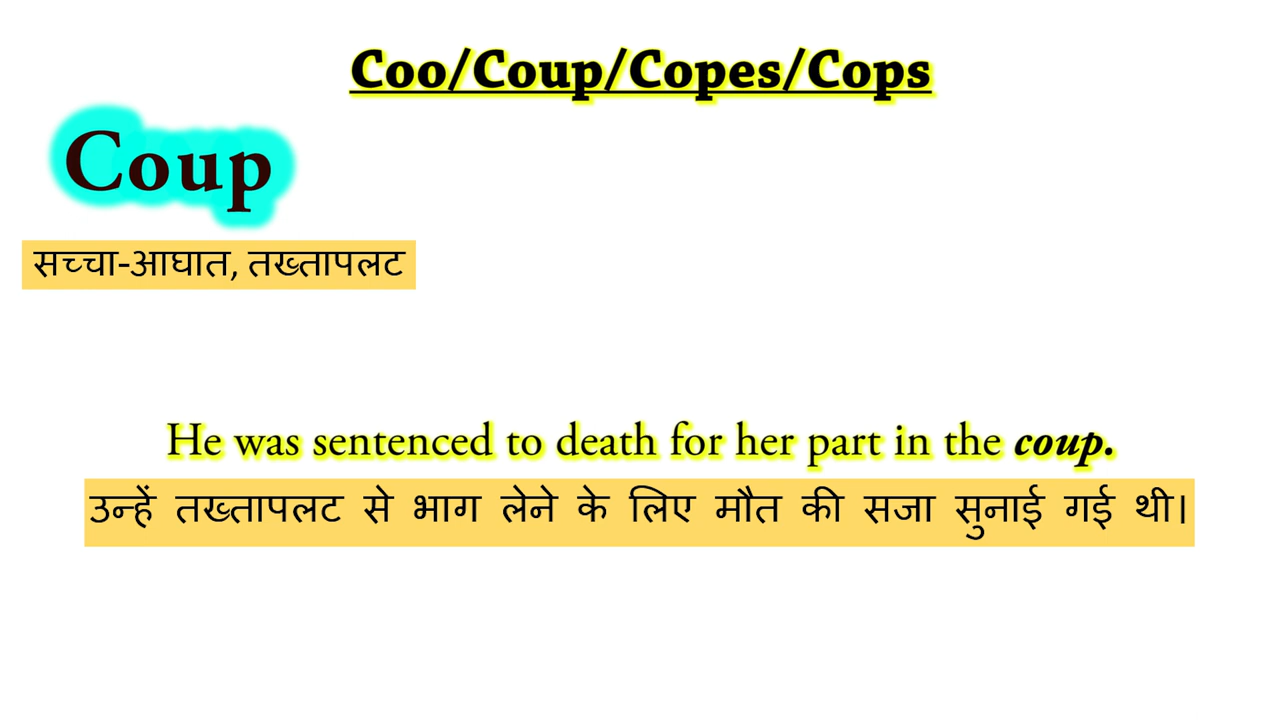 Coo/Coup/Copes/Cops
Coup
सच्चा-आघात, तख्तापलट
He was sentenced to death for her part in the coup.
उन्हें तख्तापलट से भाग लेने के लिए मौत की सजा सुनाई गई थी।